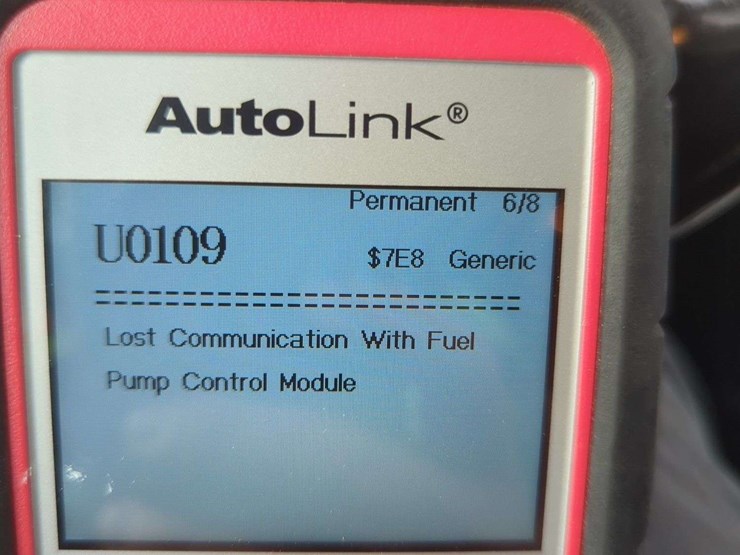 AutoLink®
Permanent 6/8
U0109
$7E8 Generic
==============================
Lost Communication With Fuel
Pump Control Module